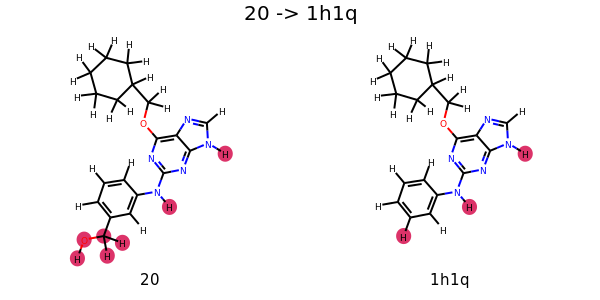 20 -> 1h1q
H H H H H H H H H H H H H
O N N H N N N H N H
H H H H H O H H H
H H H H H H H H H H H H H
O N N H N N N H N H
H H H H H
20 1h1q